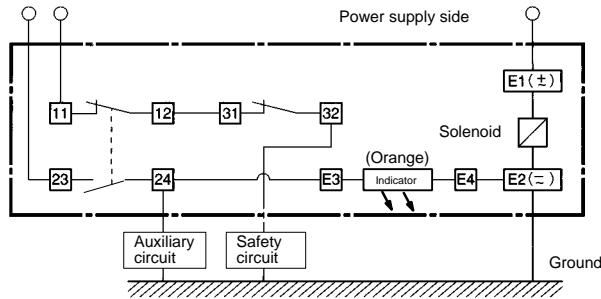 Power supply side
E1(±)
11
12
31
32
Solenoid
(Orange)
23
24
E3
Indicator
E4
E2(∓)
Auxiliary
circuit
Safety
circuit
Ground